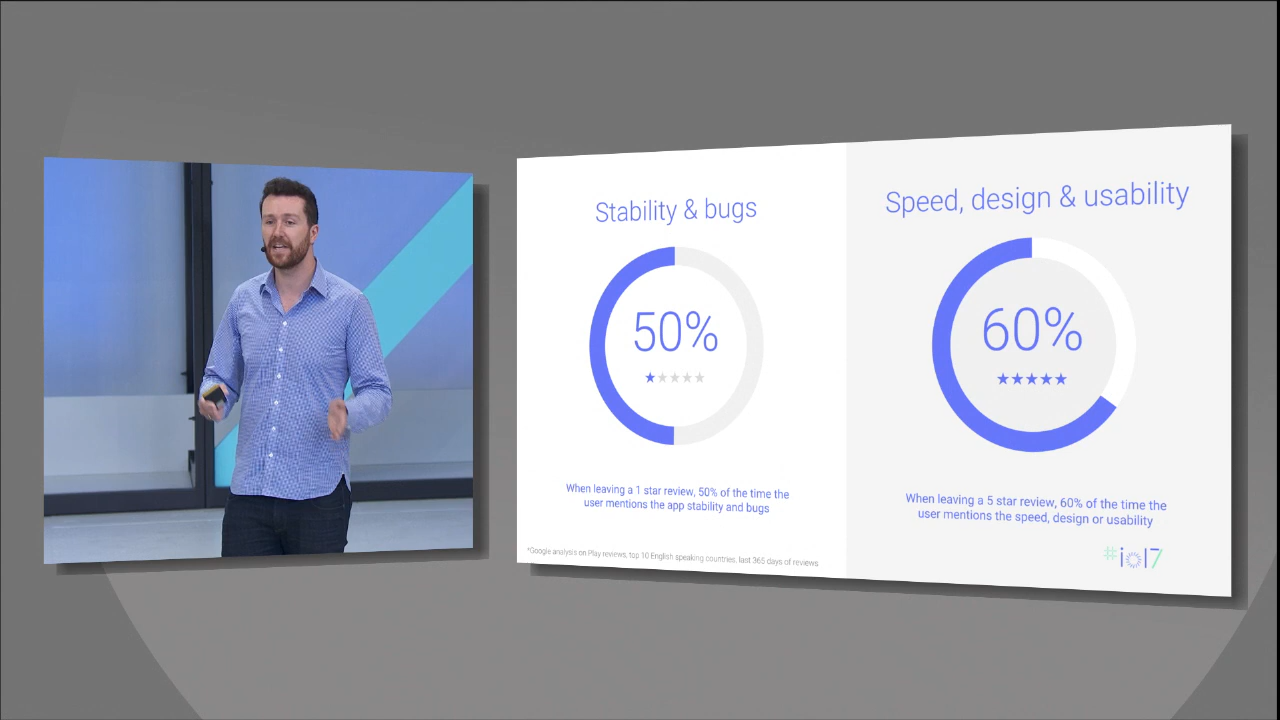 Stability & bugs
50%
When leaving a 1 star review, 50% of the time the
user mentions the app stability and bugs
*Google analysis on Play reviews, top 10 English speaking countries, last 365 days of reviews
Speed, design & usability
60%
When leaving a 5 star review, 60% of the time the
user mentions the speed, design or usability
#io17